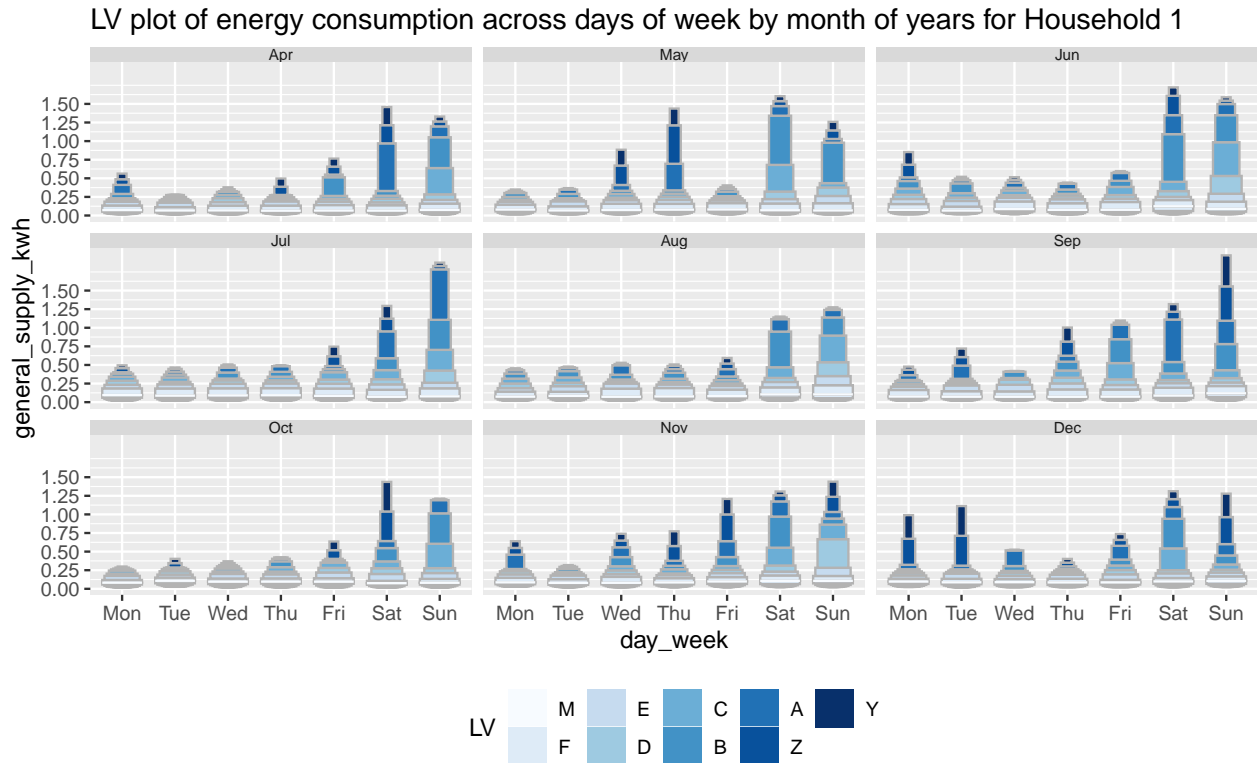 LV plot of energy consumption across days of week by month of years for Household 1
Apr May Jun
1.50
1.25
1.00
0.75
0.50
0.25
0.00
Jul Aug Sep
1.50
1.25
1.00
0.75
0.50
0.25
0.00
Oct Nov Dec
1.50
1.25
1.00
0.75
0.50
0.25
0.00
general_supply_kwh
Mon Tue Wed Thu Fri Sat Sun Mon Tue Wed Thu Fri Sat Sun Mon Tue Wed Thu Fri Sat Sun
day_week
LV
M E C A Y
F D B Z